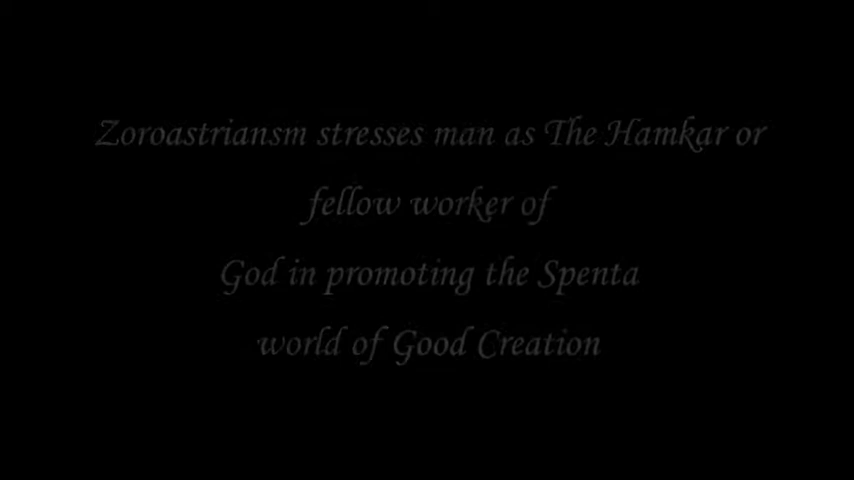 Zoroastriansm stresses man as The Hamkar or
fellow worker of
God in promoting the Spenta
world of Good Creation